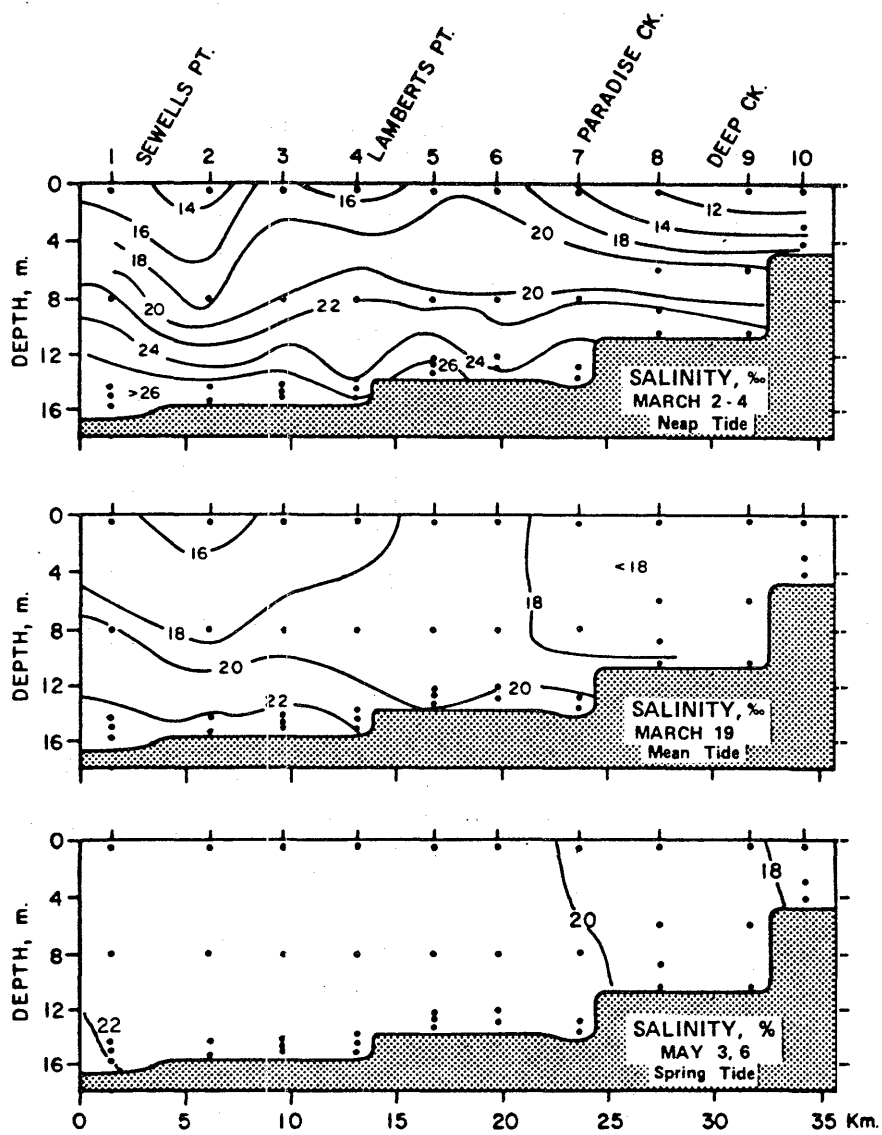 SEWELLS PT.
LAMBERTS PT.
PARADISE CK.
DEEP CK.
1 2 3 4 5 6 7 8 9 10
DEPTH, m.
0
4
8
12
16
14
16
12
16
14
18
18
20
20
20
22
24
24
26
>26
SALINITY, ‰
MARCH 2-4
Neap Tide
DEPTH, m.
0
4
8
12
16
16
<18
18
18
20
20
22
SALINITY, ‰
MARCH 19
Mean Tide
DEPTH, m.
0
4
8
12
16
18
20
22
SALINITY, %
MAY 3, 6
Spring Tide
0 5 10 15 20 25 30 35 Km.